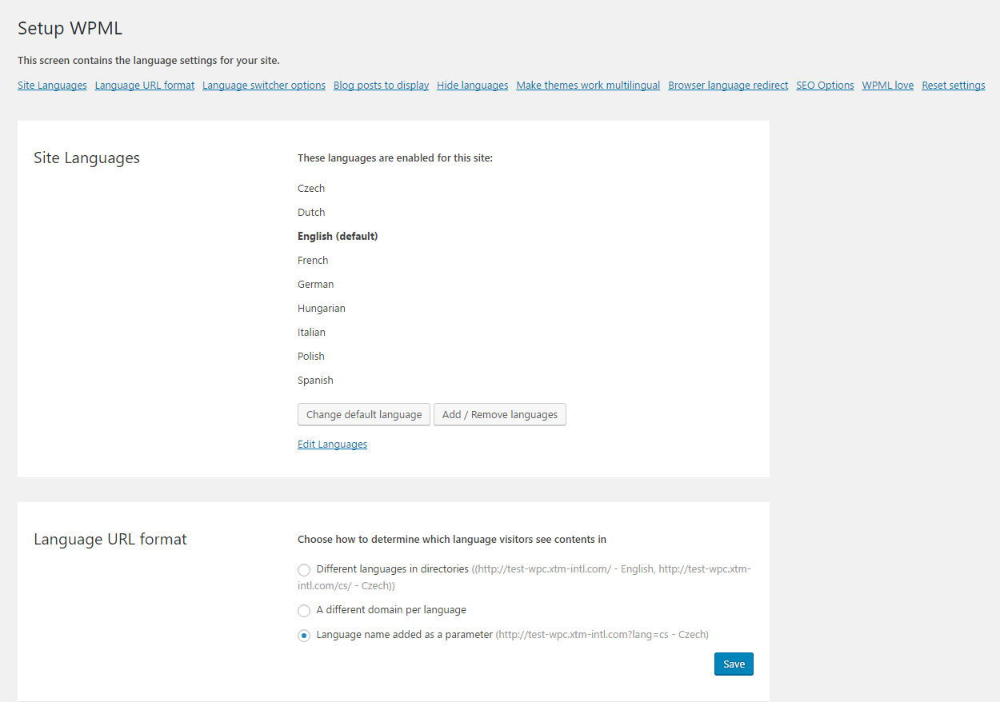 Setup WPML
This screen contains the language settings for your site.
Site Languages Language URL format Language switcher options Blog posts to display Hide languages Make themes work multilingual Browser language redirect SEO Options WPML love Reset settings
Site Languages
These languages are enabled for this site:
Czech
Dutch
English (default)
French
German
Hungarian
Italian
Polish
Spanish
Change default language Add / Remove languages
Edit Languages
Language URL format
Choose how to determine which language visitors see contents in
Different languages in directories ((http://test-wpc.xtm-intl.com/ - English, http://test-wpc.xtm-
intl.com/cs/ - Czech))
A different domain per language
Language name added as a parameter (http://test-wpc.xtm-intl.com?lang=cs - Czech)
Save